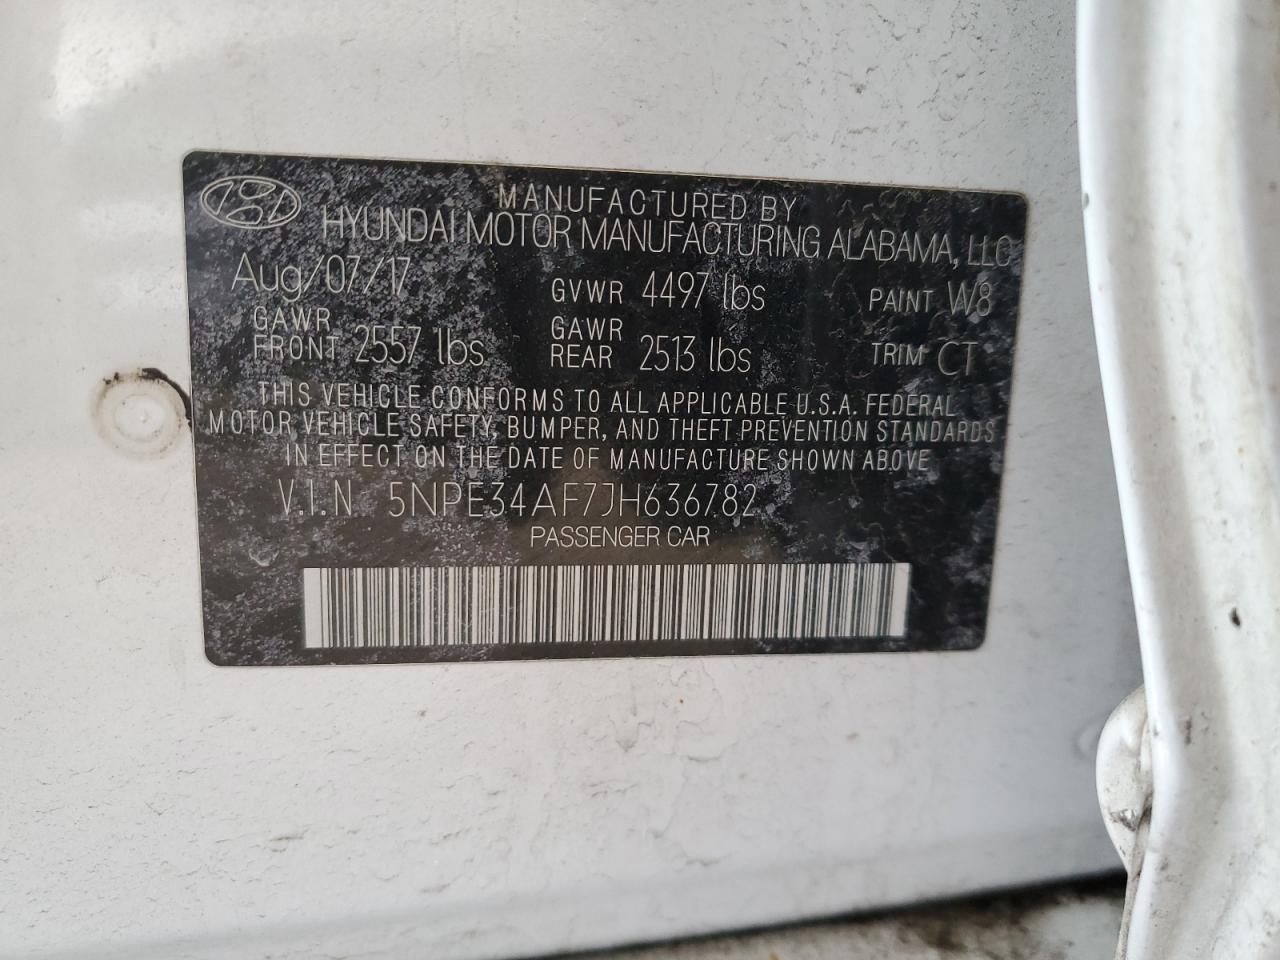 MANUFACTURED BY
HYUNDAI MOTOR MANUFACTURING ALABAMA, LLC
Aug/07/17 GVWR 4497 lbs PAINT W8
GAWR FRONT 2557 lbs GAWR REAR 2513 lbs TRIM CT
THIS VEHICLE CONFORMS TO ALL APPLICABLE U.S.A. FEDERAL
MOTOR VEHICLE SAFETY, BUMPER, AND THEFT PREVENTION STANDARDS
IN EFFECT ON THE DATE OF MANUFACTURE SHOWN ABOVE
V.I.N 5NPE34AF7JH636782
PASSENGER CAR